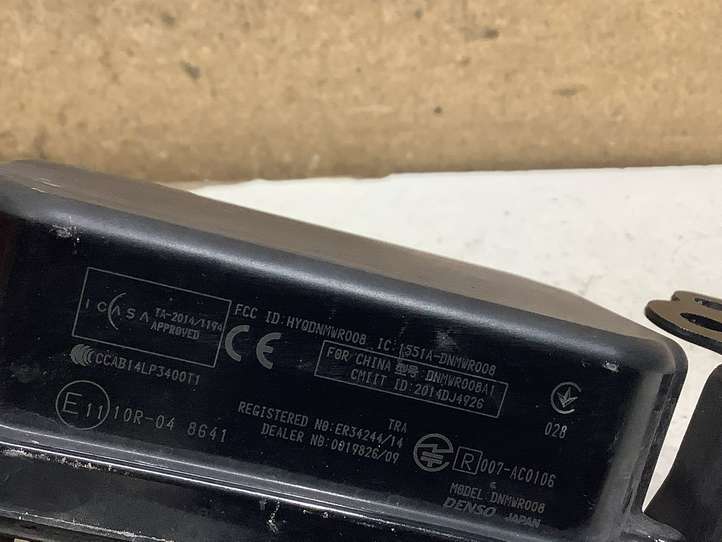 ICASA TA-2014/1194
APPROVED
FCC ID:HYQDNMWR008 IC:1551A-DNMWR008
CE FOR CHINA 型号:DNMWR008A1
CMIIT ID:2014DJ4926
CCAB14LP3400T1
028
E11 10R-04 8641
TRA
REGISTERED NO:ER34244/14
DEALER NO:0019826/09
R 007-AC0106
MODEL:DNMWR008
DENSO JAPAN